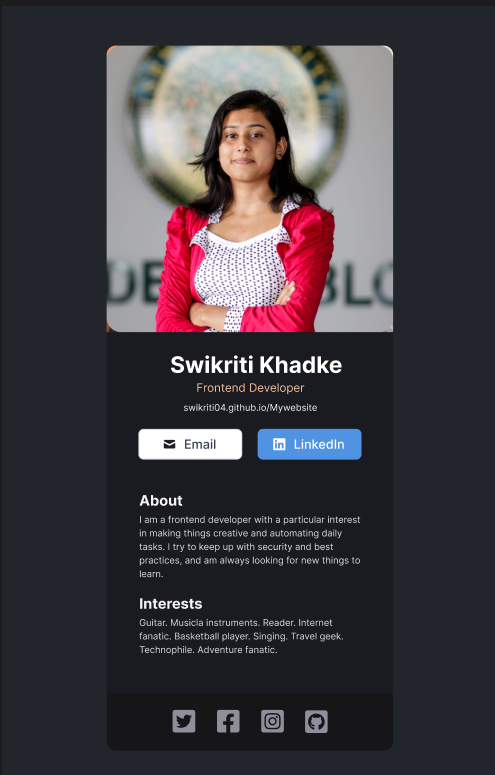 DE BLO
Swikriti Khadke
Frontend Developer
swikriti04.github.io/Mywebsite
Email
LinkedIn
About
I am a frontend developer with a particular interest
in making things creative and automating daily
tasks. I try to keep up with security and best
practices, and am always looking for new things to
learn.
Interests
Guitar. Musicla instruments. Reader. Internet
fanatic. Basketball player. Singing. Travel geek.
Technophile. Adventure fanatic.